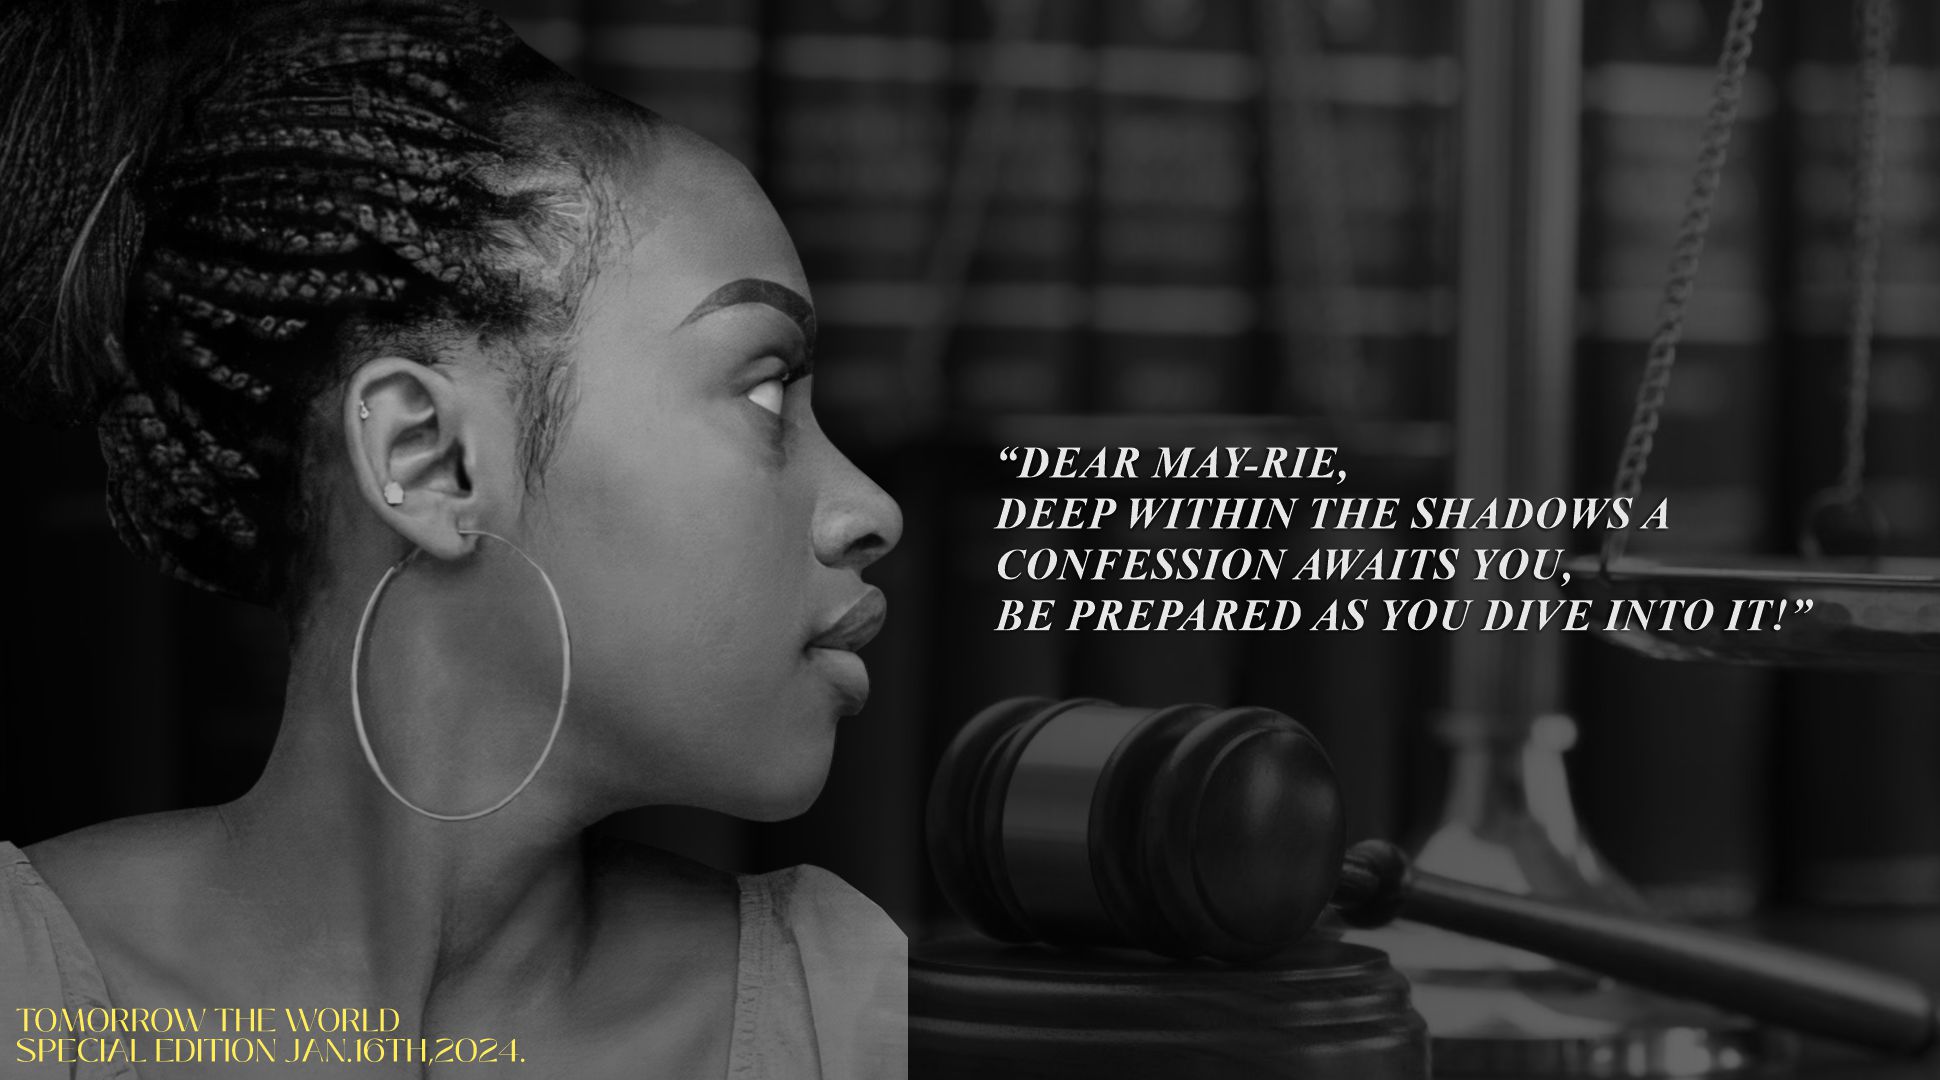 “DEAR MAY-RIE,
DEEP WITHIN THE SHADOWS A
CONFESSION AWAITS YOU,
BE PREPARED AS YOU DIVE INTO IT!”
TOMORROW THE WORLD
SPECIAL EDITION JAN.16TH,2024.